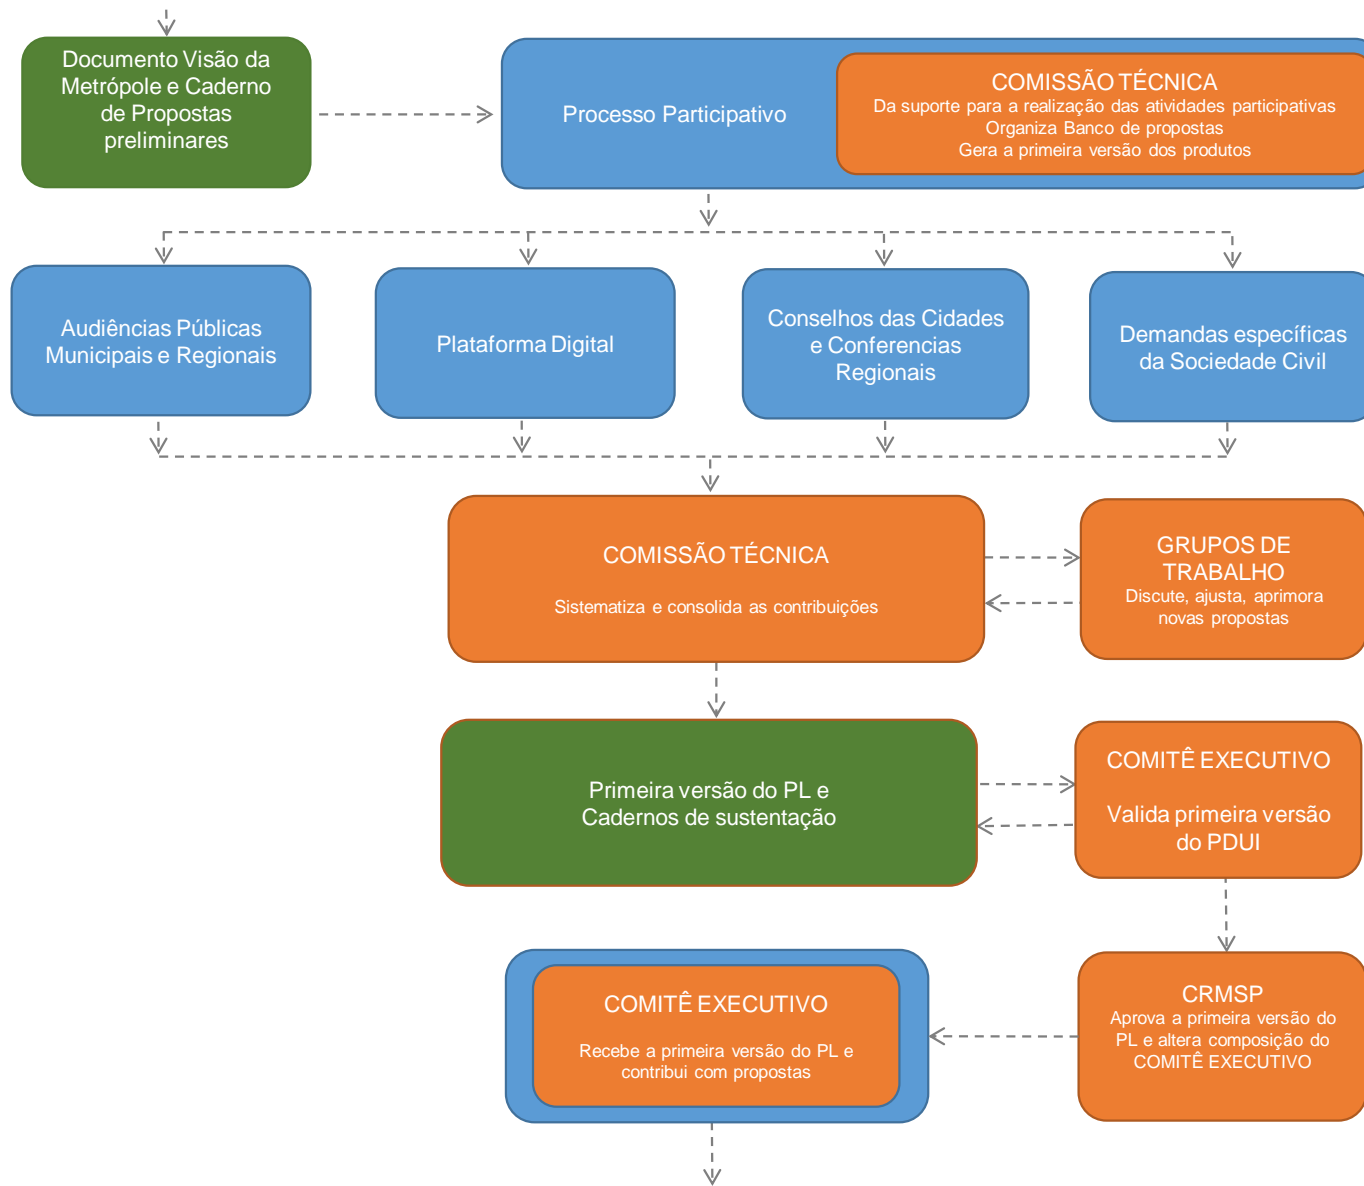 Documento Visão da
Metrópole e Caderno
de Propostas
preliminares
Processo Participativo
COMISSÃO TÉCNICA
Da suporte para a realização das atividades participativas
Organiza Banco de propostas
Gera a primeira versão dos produtos
Audiências Públicas
Municipais e Regionais
Plataforma Digital
Conselhos das Cidades
e Conferencias
Regionais
Demandas específicas
da Sociedade Civil
COMISSÃO TÉCNICA
Sistematiza e consolida as contribuições
GRUPOS DE
TRABALHO
Discute, ajusta, aprimora
novas propostas
Primeira versão do PL e
Cadernos de sustentação
COMITÊ EXECUTIVO
Valida primeira versão
do PDUI
COMITÊ EXECUTIVO
Recebe a primeira versão do PL e
contribui com propostas
CRMSP
Aprova a primeira versão do
PL e altera composição do
COMITÊ EXECUTIVO